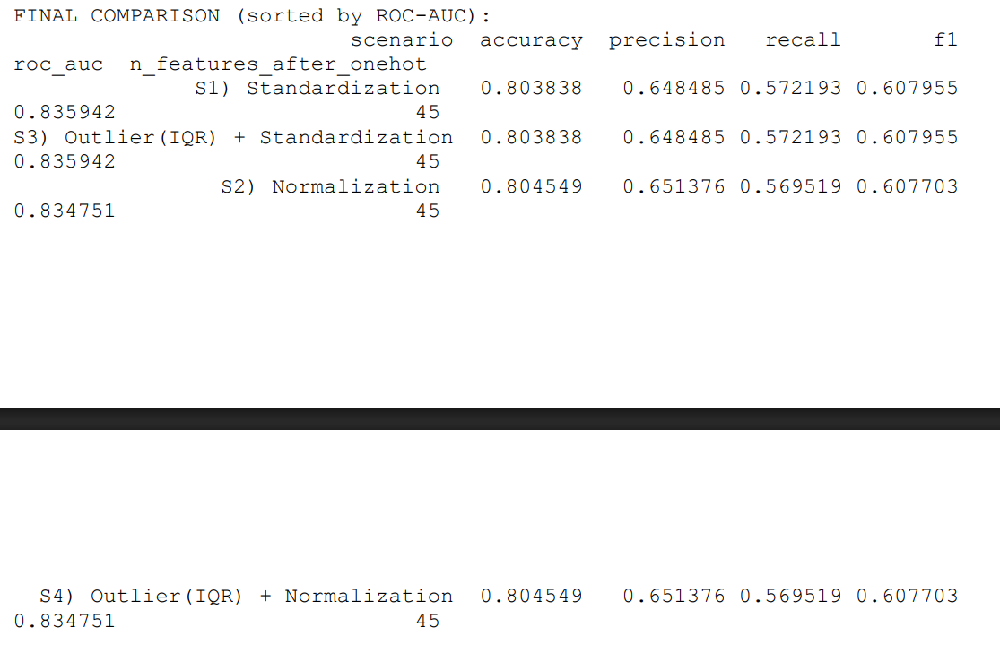 FINAL COMPARISON (sorted by ROC-AUC):
scenario accuracy precision recall f1
roc_auc n_features_after_onehot
S1) Standardization 0.803838 0.648485 0.572193 0.607955
0.835942 45
S3) Outlier(IQR) + Standardization 0.803838 0.648485 0.572193 0.607955
0.835942 45
S2) Normalization 0.804549 0.651376 0.569519 0.607703
0.834751 45
S4) Outlier(IQR) + Normalization 0.804549 0.651376 0.569519 0.607703
0.834751 45